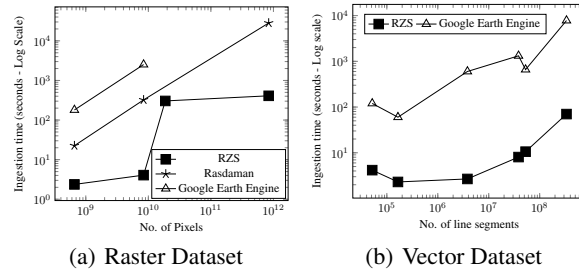 Ingestion time (seconds - Log Scale)
10^4
10^3
10^2
10^1
10^0
RZS
Rasdaman
Google Earth Engine
10^9
10^10
10^11
10^12
No. of Pixels
(a) Raster Dataset
Ingestion time (seconds - Log scale)
10^4
10^3
10^2
10^1
RZS
Google Earth Engine
10^5
10^6
10^7
10^8
No. of line segments
(b) Vector Dataset